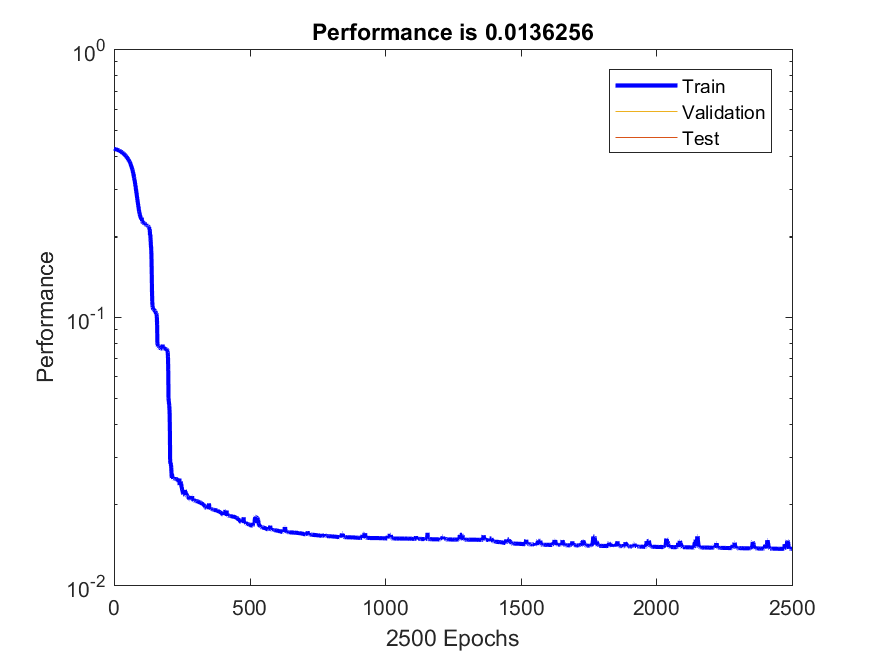 Performance is 0.0136256
10^0
Train
Validation
Test
Performance
10^-1
10^-2
0
500
1000
1500
2000
2500
2500 Epochs